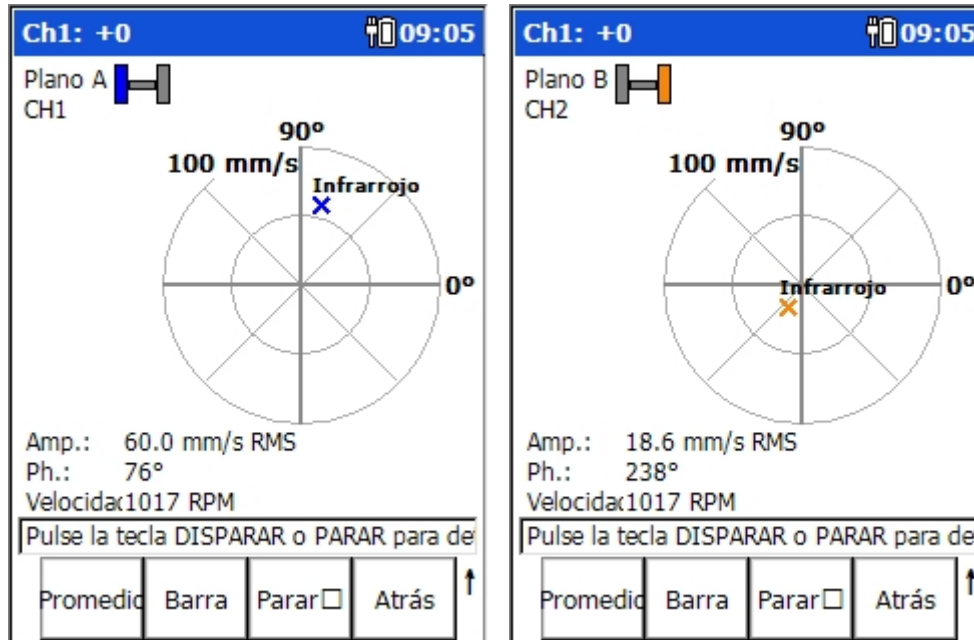 Ch1: +0 09:05
Plano A
CH1
90º
100 mm/s
Infrarrojo
0º
Amp.: 60.0 mm/s RMS
Ph.: 76°
Velocidad 1017 RPM
Pulse la tecla DISPARAR o PARAR para de
Promedio Barra Parar Atrás
Ch1: +0 09:05
Plano B
CH2
90º
100 mm/s
Infrarrojo
0º
Amp.: 18.6 mm/s RMS
Ph.: 238°
Velocidad 1017 RPM
Pulse la tecla DISPARAR o PARAR para de
Promedio Barra Parar Atrás